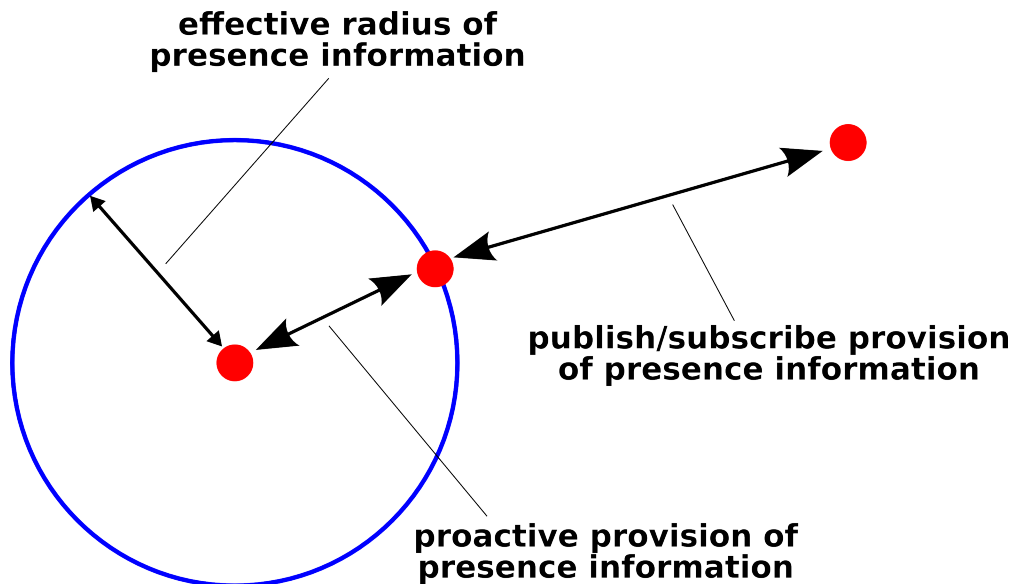 effective radius of
presence information
publish/subscribe provision
of presence information
proactive provision of
presence information